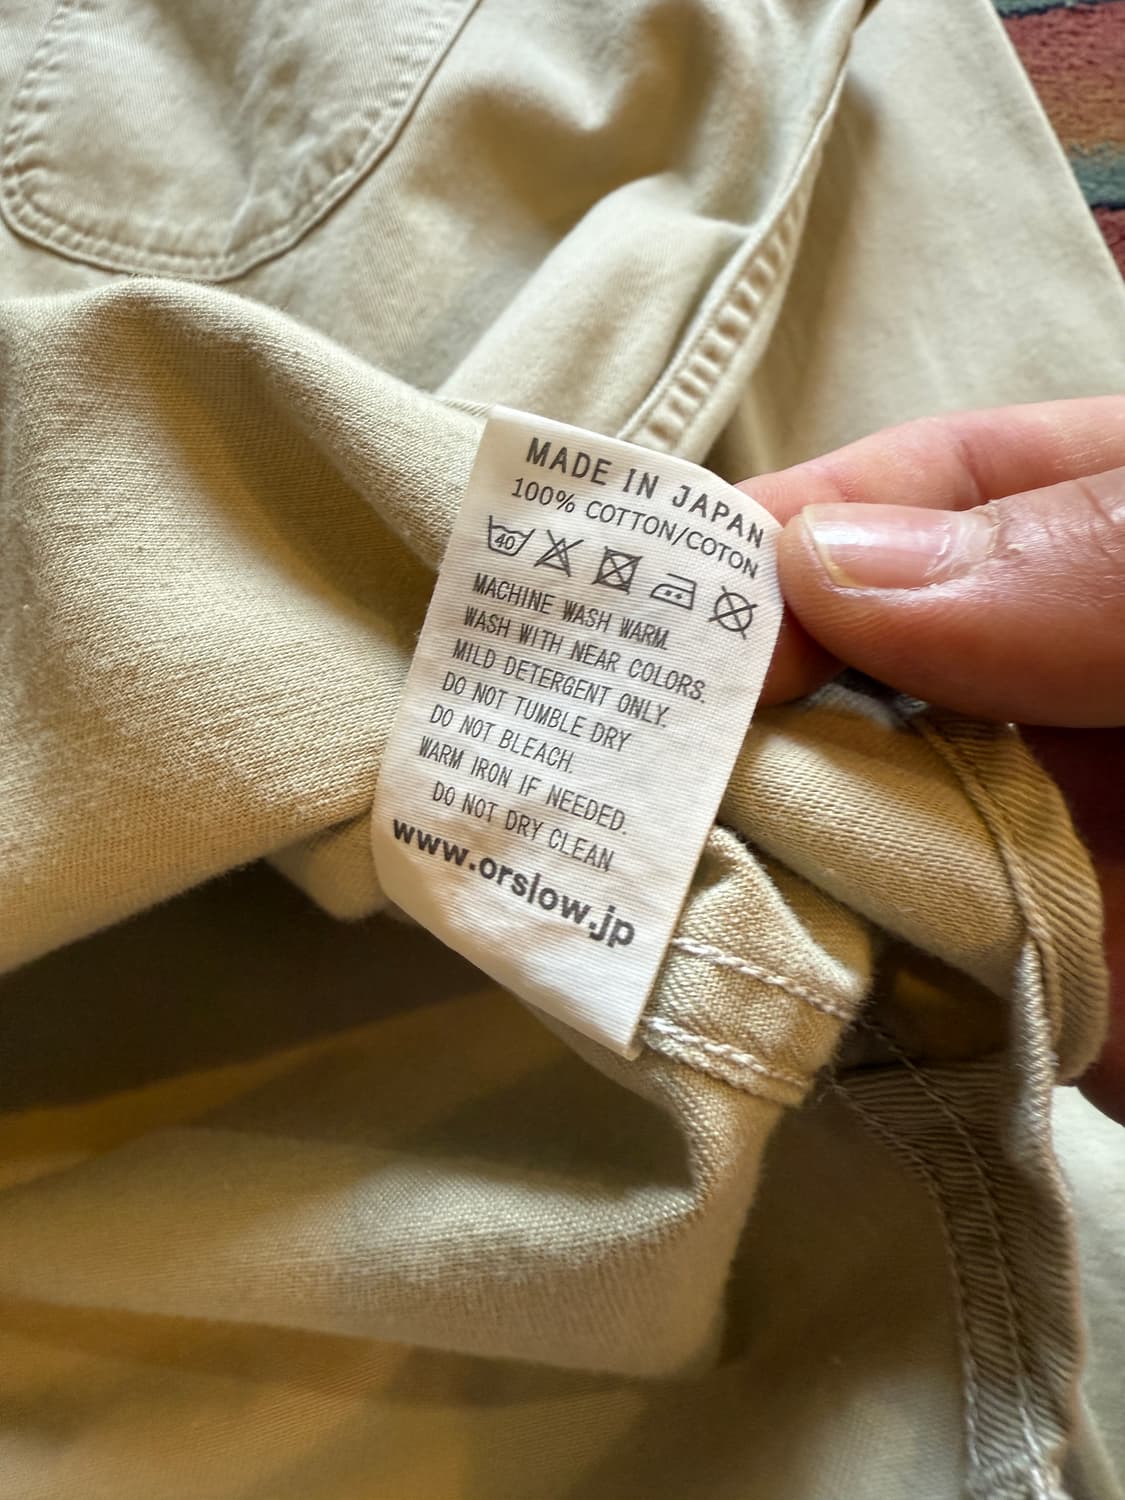 MADE IN JAPAN
100% COTTON/COTON
40
MACHINE WASH WARM.
WASH WITH NEAR COLORS.
MILD DETERGENT ONLY.
DO NOT TUMBLE DRY
DO NOT BLEACH.
WARM IRON IF NEEDED.
DO NOT DRY CLEAN
www.orslow.jp